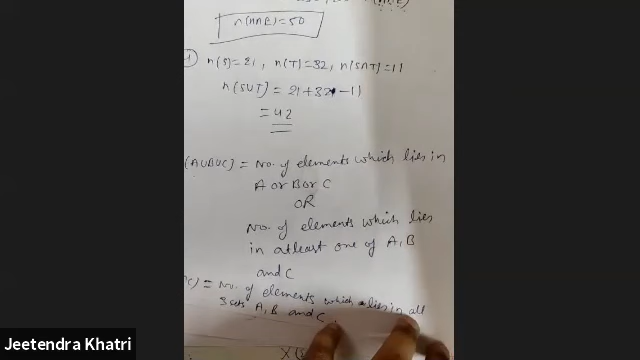 n(H∩E)=50
n(S)=21, n(T)=32, n(S∩T)=11
n(SUT) = 21+32-11
= 42
(AUBUC) = No. of elements which lies in
A or B or C
OR
No. of elements which lies
in atleast one of A, B
and C
C) = No. of elements which lies in all
3 sets A, B and C.
Jeetendra Khatri